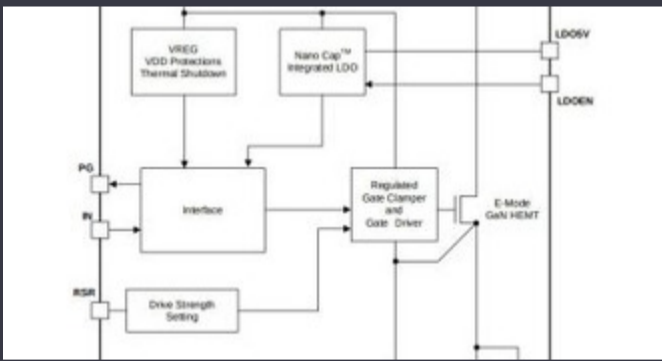 VREG
VDD Protections
Thermal Shutdown
Nano Cap™
Integrated LDO
LDO5V
LDOEN
PG
Interface
Regulated
Gate Clamper
and
Gate Driver
E-Mode
GaN HEMT
IN
RSR
Drive Strength
Setting